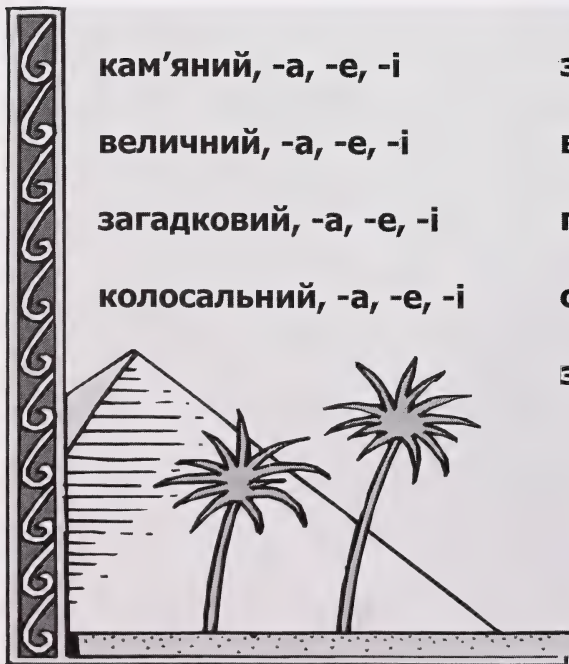 кам’яний, -а, -е, -і
величний, -а, -е, -і
загадковий, -а, -е, -і
колосальний, -а, -е, -і